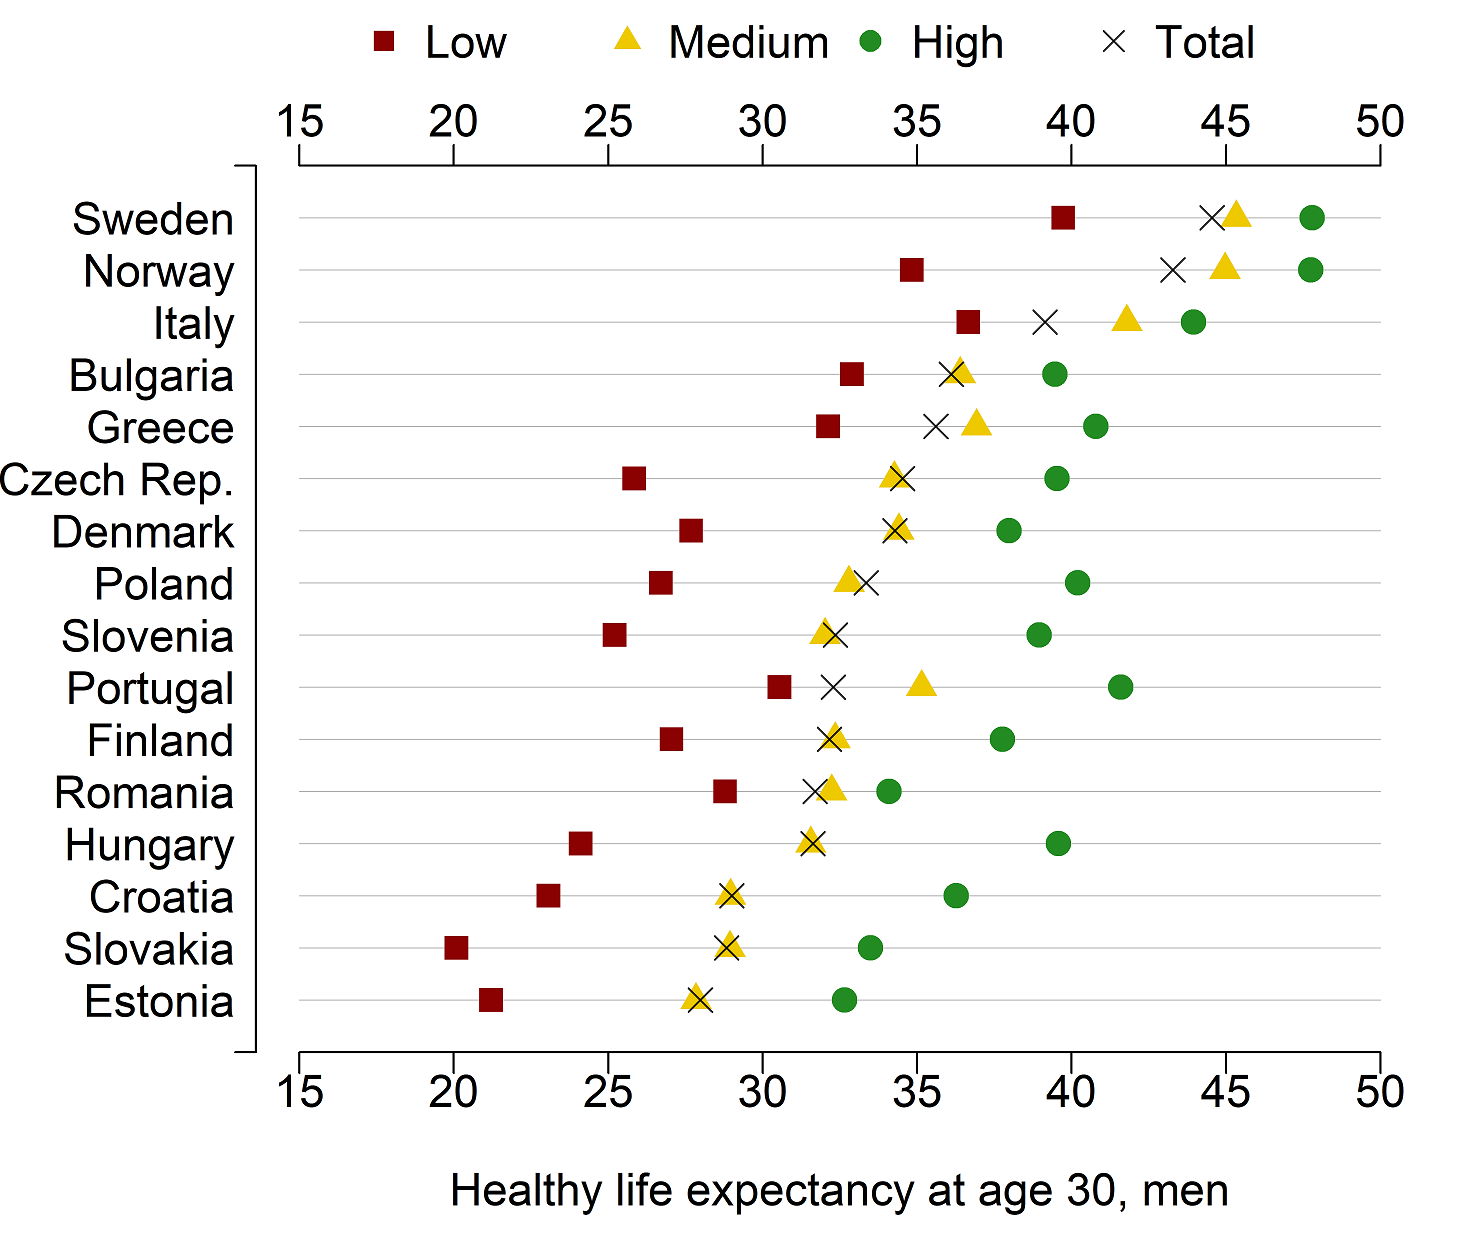 Low Medium High Total
15 20 25 30 35 40 45 50
Sweden
Norway
Italy
Bulgaria
Greece
Czech Rep.
Denmark
Poland
Slovenia
Portugal
Finland
Romania
Hungary
Croatia
Slovakia
Estonia
15 20 25 30 35 40 45 50
Healthy life expectancy at age 30, men